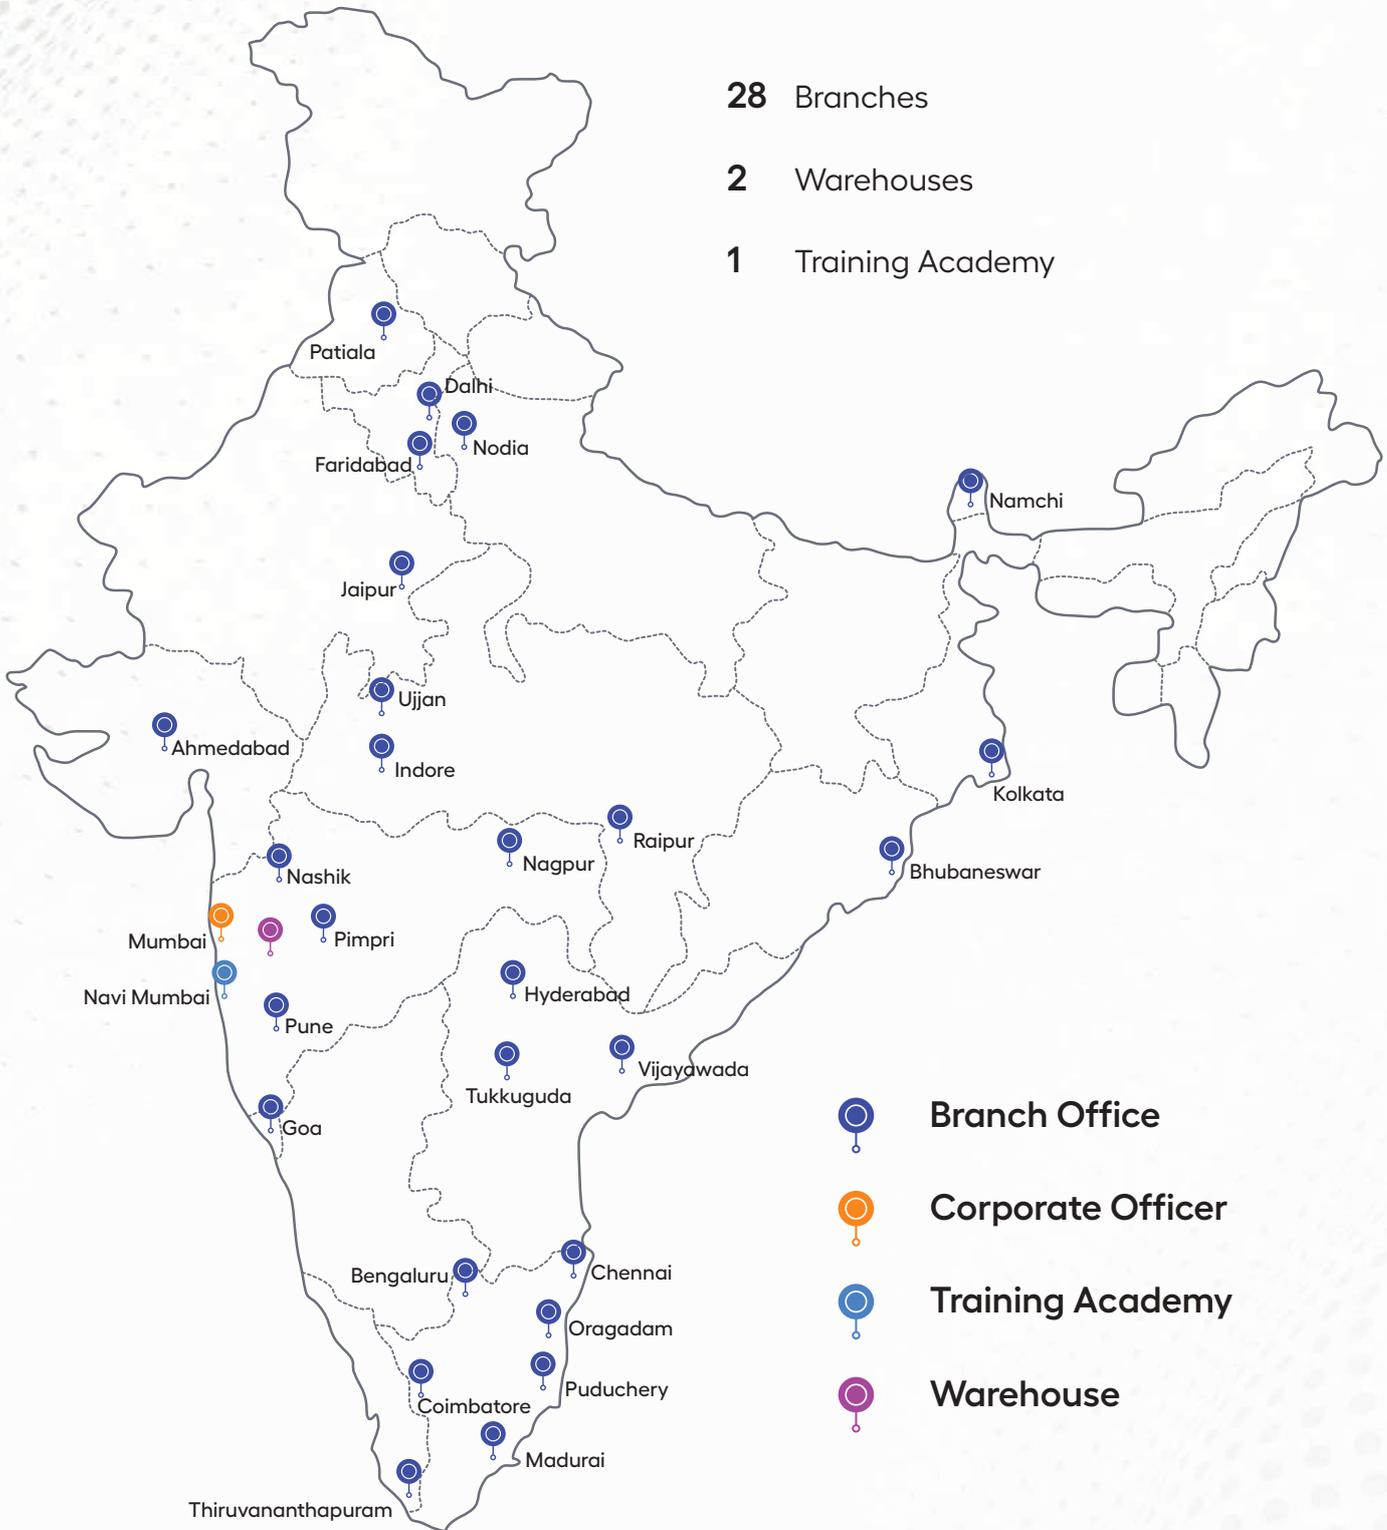 28 Branches
2 Warehouses
1 Training Academy
Patiala
Dalhi
Nodia
Faridabad
Namchi
Jaipur
Ujjan
Ahmedabad
Indore
Kolkata
Raipur
Nagpur
Bhubaneswar
Nashik
Mumbai
Pimpri
Navi Mumbai
Hyderabad
Pune
Vijayawada
Tukkuguda
Goa
Branch Office
Corporate Officer
Bengaluru
Chennai
Training Academy
Oragadam
Puduchery
Warehouse
Coimbatore
Madurai
Thiruvananthapuram